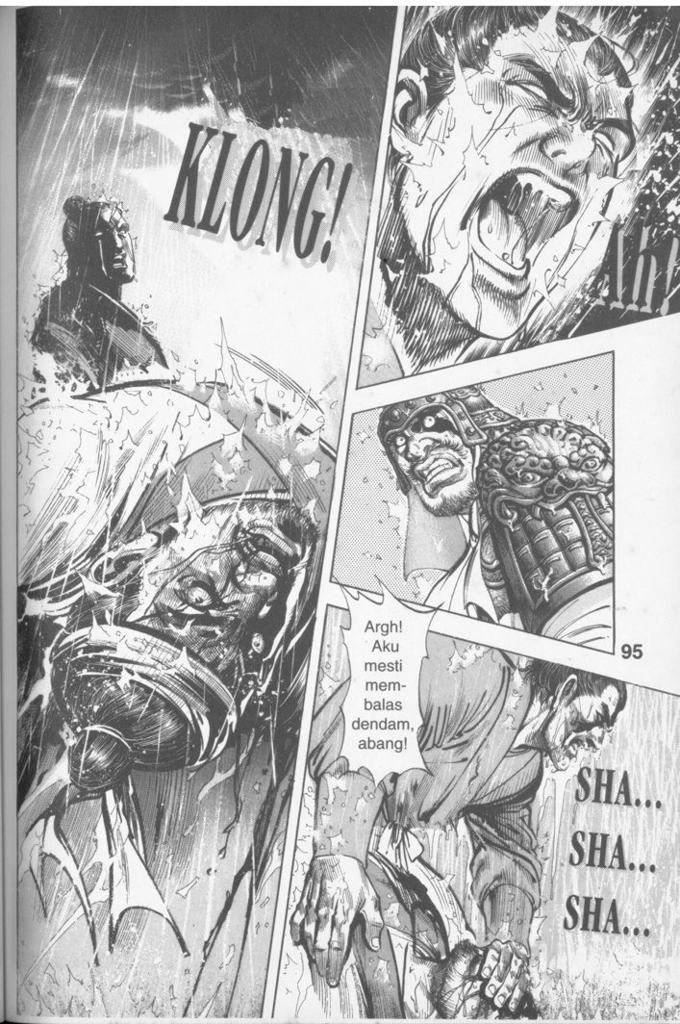 KLONG!
Ah!
95
Argh!
Aku
mesti
mem-
balas
dendam,
abang!
SHA...
SHA...
SHA...